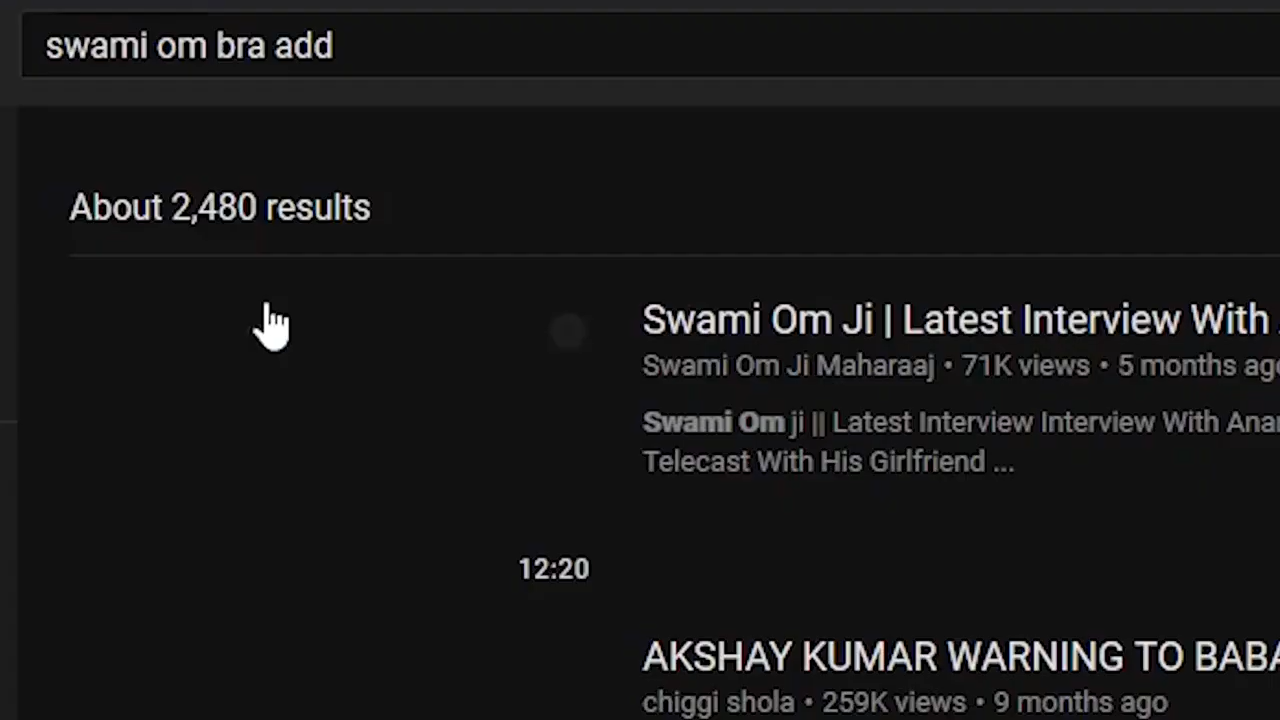 swami om bra add
About 2,480 results
Swami Om Ji | Latest Interview With
Swami Om Ji Maharaaj • 71K views • 5 months ago
Swami Om ji || Latest Interview Interview With
Telecast With His Girlfriend ...
12:20
AKSHAY KUMAR WARNING TO
chiggi shola • 259K views • 9 months ago